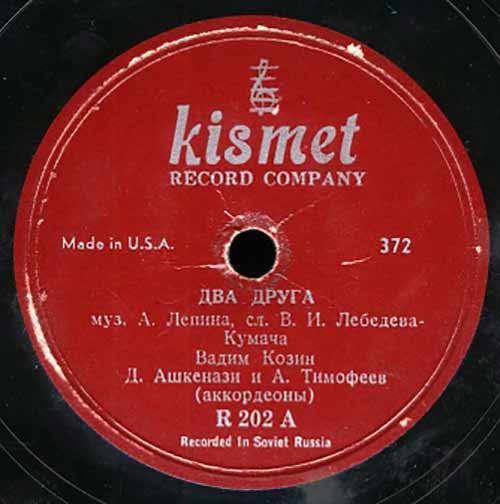 kismet
RECORD COMPANY
Made in U.S.A.
372
ДВА ДРУГА
муз. А. Лепина, сл. В. И. Лебедева-
Кумача
Вадим Козин
Д. Ашкенази и А. Тимофеев
(аккордеоны)
R 202 A
Recorded In Soviet Russia